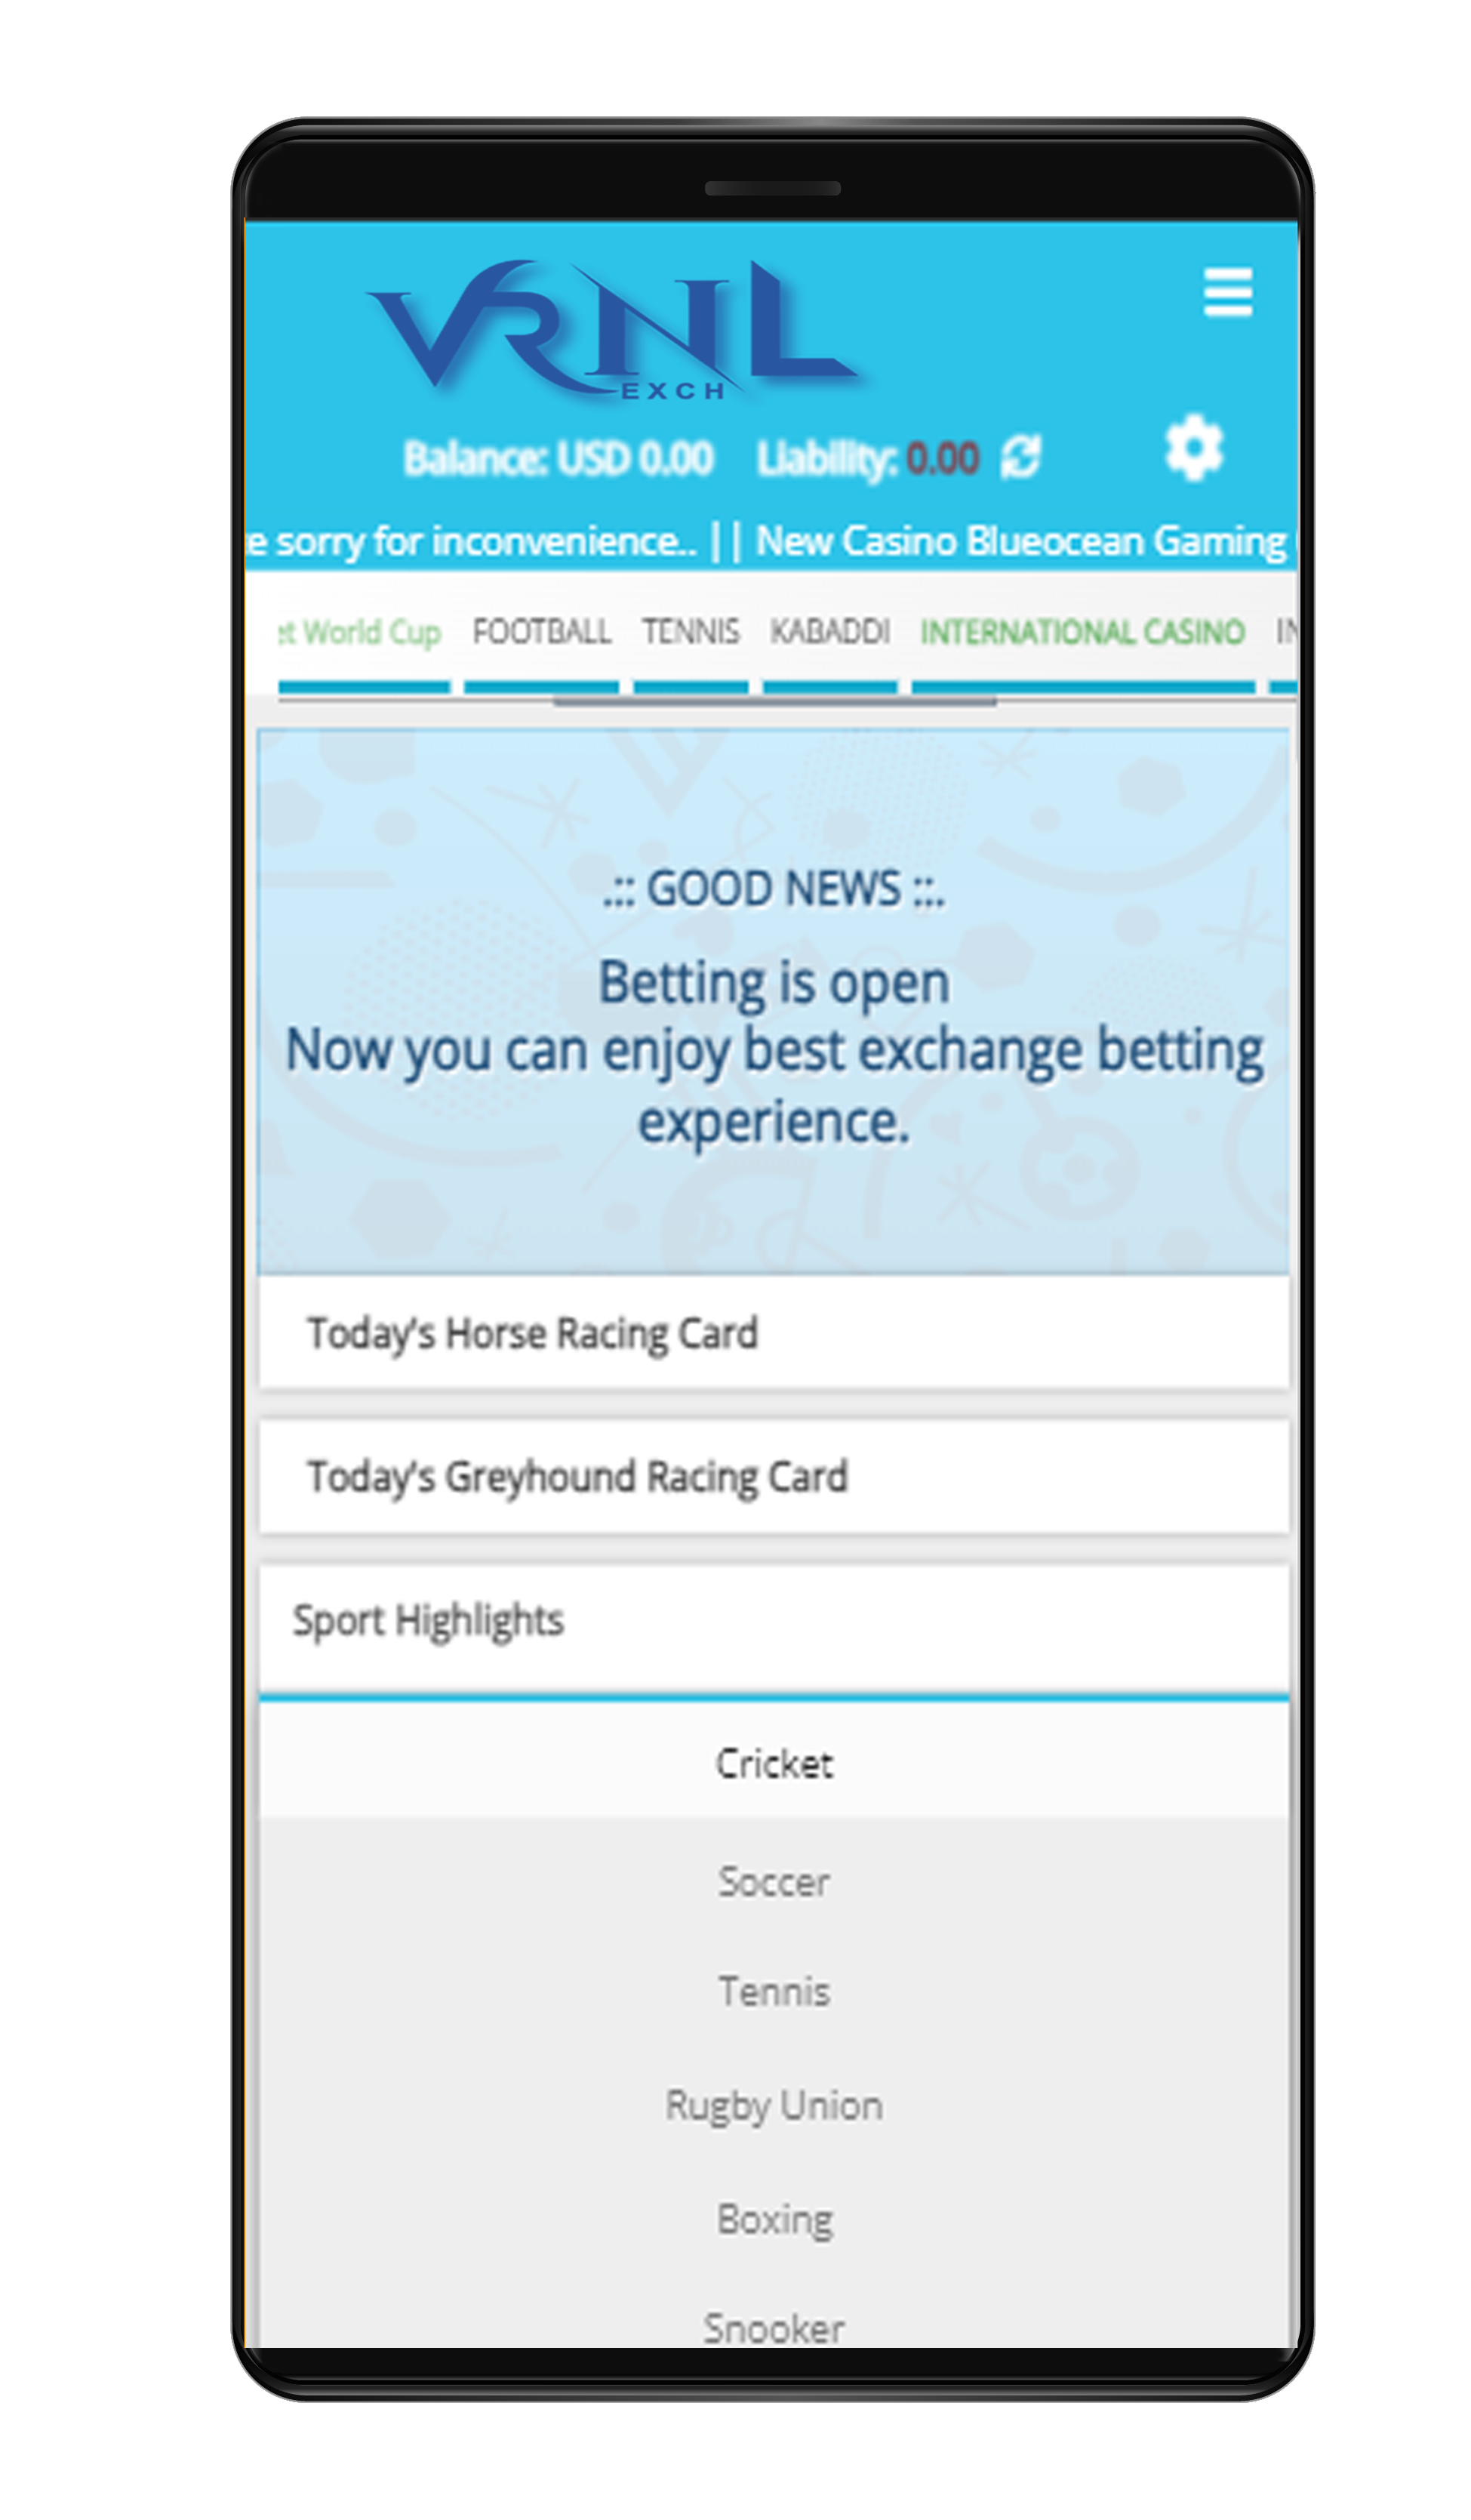 VRNL
EXCH
Balance: USD 0.00 Liability: 0.00
sorry for inconvenience.. || New Casino Blueocean Gaming
World Cup FOOTBALL TENNIS KABADDI INTERNATIONAL CASINO
.:: GOOD NEWS ::.
Betting is open
Now you can enjoy best exchange betting
experience.
Today's Horse Racing Card
Today's Greyhound Racing Card
Sport Highlights
Cricket
Soccer
Tennis
Rugby Union
Boxing
Snooker